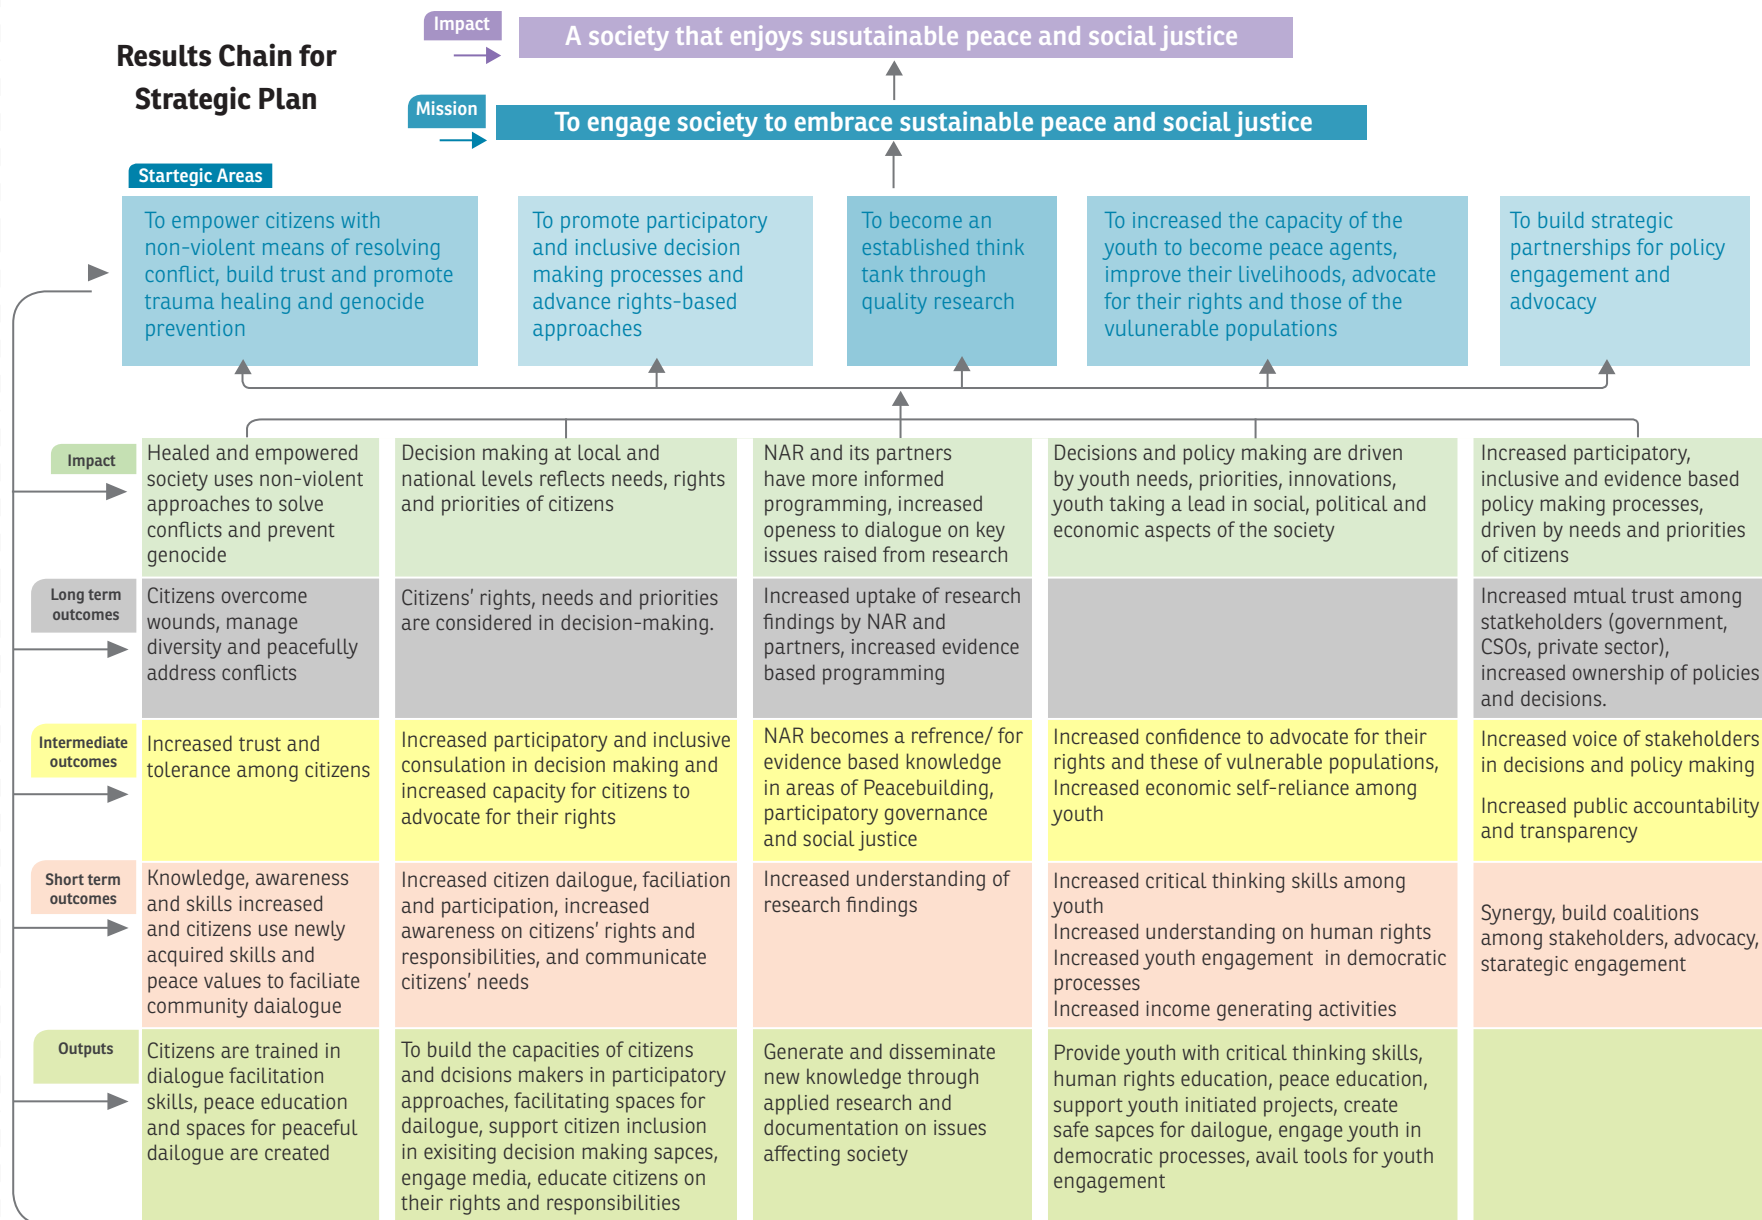 Results Chain for
Strategic Plan
Impact
A society that enjoys susutainable peace and social justice
Mission
To engage society to embrace sustainable peace and social justice
Startegic Areas
To empower citizens with
non-violent means of resolving
conflict, build trust and promote
trauma healing and genocide
prevention
To promote participatory
and inclusive decision
making processes and
advance rights-based
approaches
To become an
established think
tank through
quality research
To increased the capacity of the
youth to become peace agents,
improve their livelihoods, advocate
for their rights and those of the
vulunerable populations
To build strategic
partnerships for policy
engagement and
advocacy
Impact
Healed and empowered
society uses non-violent
approaches to solve
conflicts and prevent
genocide
Decision making at local and
national levels reflects needs, rights
and priorities of citizens
NAR and its partners
have more informed
programming, increased
openess to dialogue on key
issues raised from research
Decisions and policy making are driven
by youth needs, priorities, innovations,
youth taking a lead in social, political and
economic aspects of the society
Increased participatory,
inclusive and evidence based
policy making processes,
driven by needs and priorities
of citizens
Long term
outcomes
Citizens overcome
wounds, manage
diversity and peacefully
address conflicts
Citizens’ rights, needs and priorities
are considered in decision-making.
Increased uptake of research
findings by NAR and
partners, increased evidence
based programming
Increased mtual trust among
statkeholders (government,
CSOs, private sector),
increased ownership of policies
and decisions.
Intermediate
outcomes
Increased trust and
tolerance among citizens
Increased participatory and inclusive
consulation in decision making and
increased capacity for citizens to
advocate for their rights
NAR becomes a refrence/ for
evidence based knowledge
in areas of Peacebuilding,
participatory governance
and social justice
Increased confidence to advocate for their
rights and these of vulnerable populations,
Increased economic self-reliance among
youth
Increased voice of stakeholders
in decisions and policy making
Increased public accountability
and transparency
Short term
outcomes
Knowledge, awareness
and skills increased
and citizens use newly
acquired skills and
peace values to faciliate
community daialogue
Increased citizen dailogue, faciliation
and participation, increased
awareness on citizens’ rights and
responsibilities, and communicate
citizens’ needs
Increased understanding of
research findings
Increased critical thinking skills among
youth
Increased understanding on human rights
Increased youth engagement in democratic
processes
Increased income generating activities
Synergy, build coalitions
among stakeholders, advocacy,
starategic engagement
Outputs
Citizens are trained in
dialogue facilitation
skills, peace education
and spaces for peaceful
dailogue are created
To build the capacities of citizens
and dcisions makers in participatory
approaches, facilitating spaces for
dailogue, support citizen inclusion
in exisiting decision making sapces,
engage media, educate citizens on
their rights and responsibilities
Generate and disseminate
new knowledge through
applied research and
documentation on issues
affecting society
Provide youth with critical thinking skills,
human rights education, peace education,
support youth initiated projects, create
safe sapces for dailogue, engage youth in
democratic processes, avail tools for youth
engagement